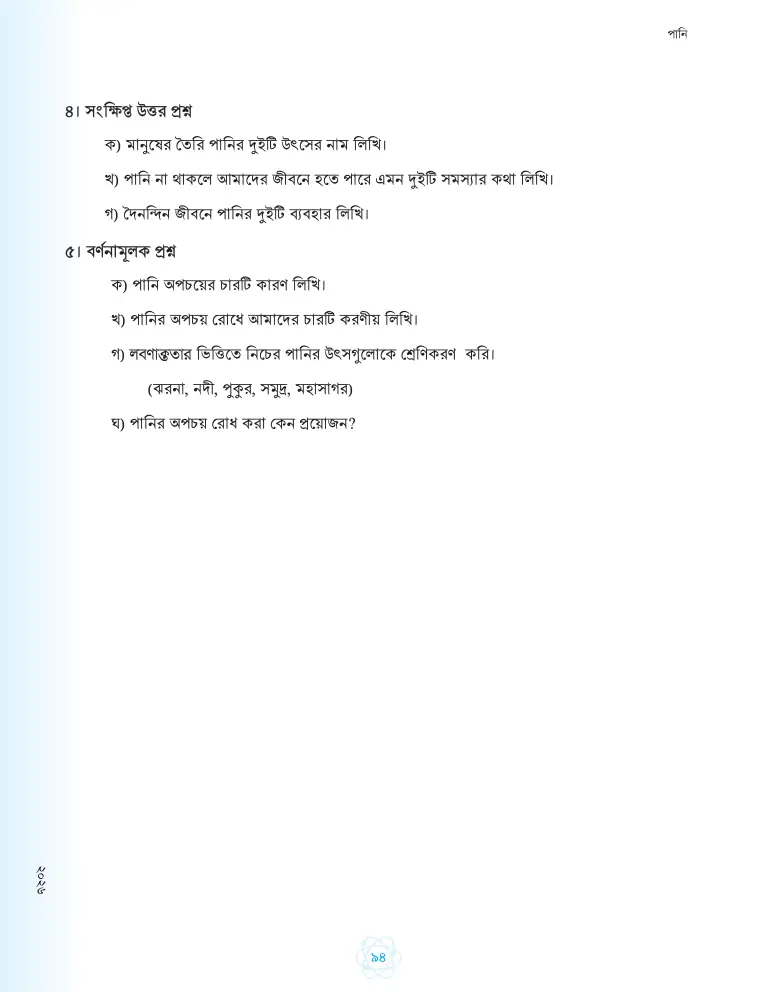 পানি
৪। সংক্ষিপ্ত উত্তর প্রশ্ন
ক) মানুষের তৈরি পানির দুইটি উৎসের নাম লিখি।
খ) পানি না থাকলে আমাদের জীবনে হতে পারে এমন দুইটি সমস্যার কথা লিখি।
গ) দৈনন্দিন জীবনে পানির দুইটি ব্যবহার লিখি।
৫। বর্ণনামূলক প্রশ্ন
ক) পানি অপচয়ের চারটি কারণ লিখি।
খ) পানির অপচয় রোধে আমাদের চারটি করণীয় লিখি।
গ) লবণাক্ততার ভিত্তিতে নিচের পানির উৎসগুলোকে শ্রেণিকরণ করি।
(ঝরনা, নদী, পুকুর, সমুদ্র, মহাসাগর)
ঘ) পানির অপচয় রোধ করা কেন প্রয়োজন?
২০২৫
৯৪